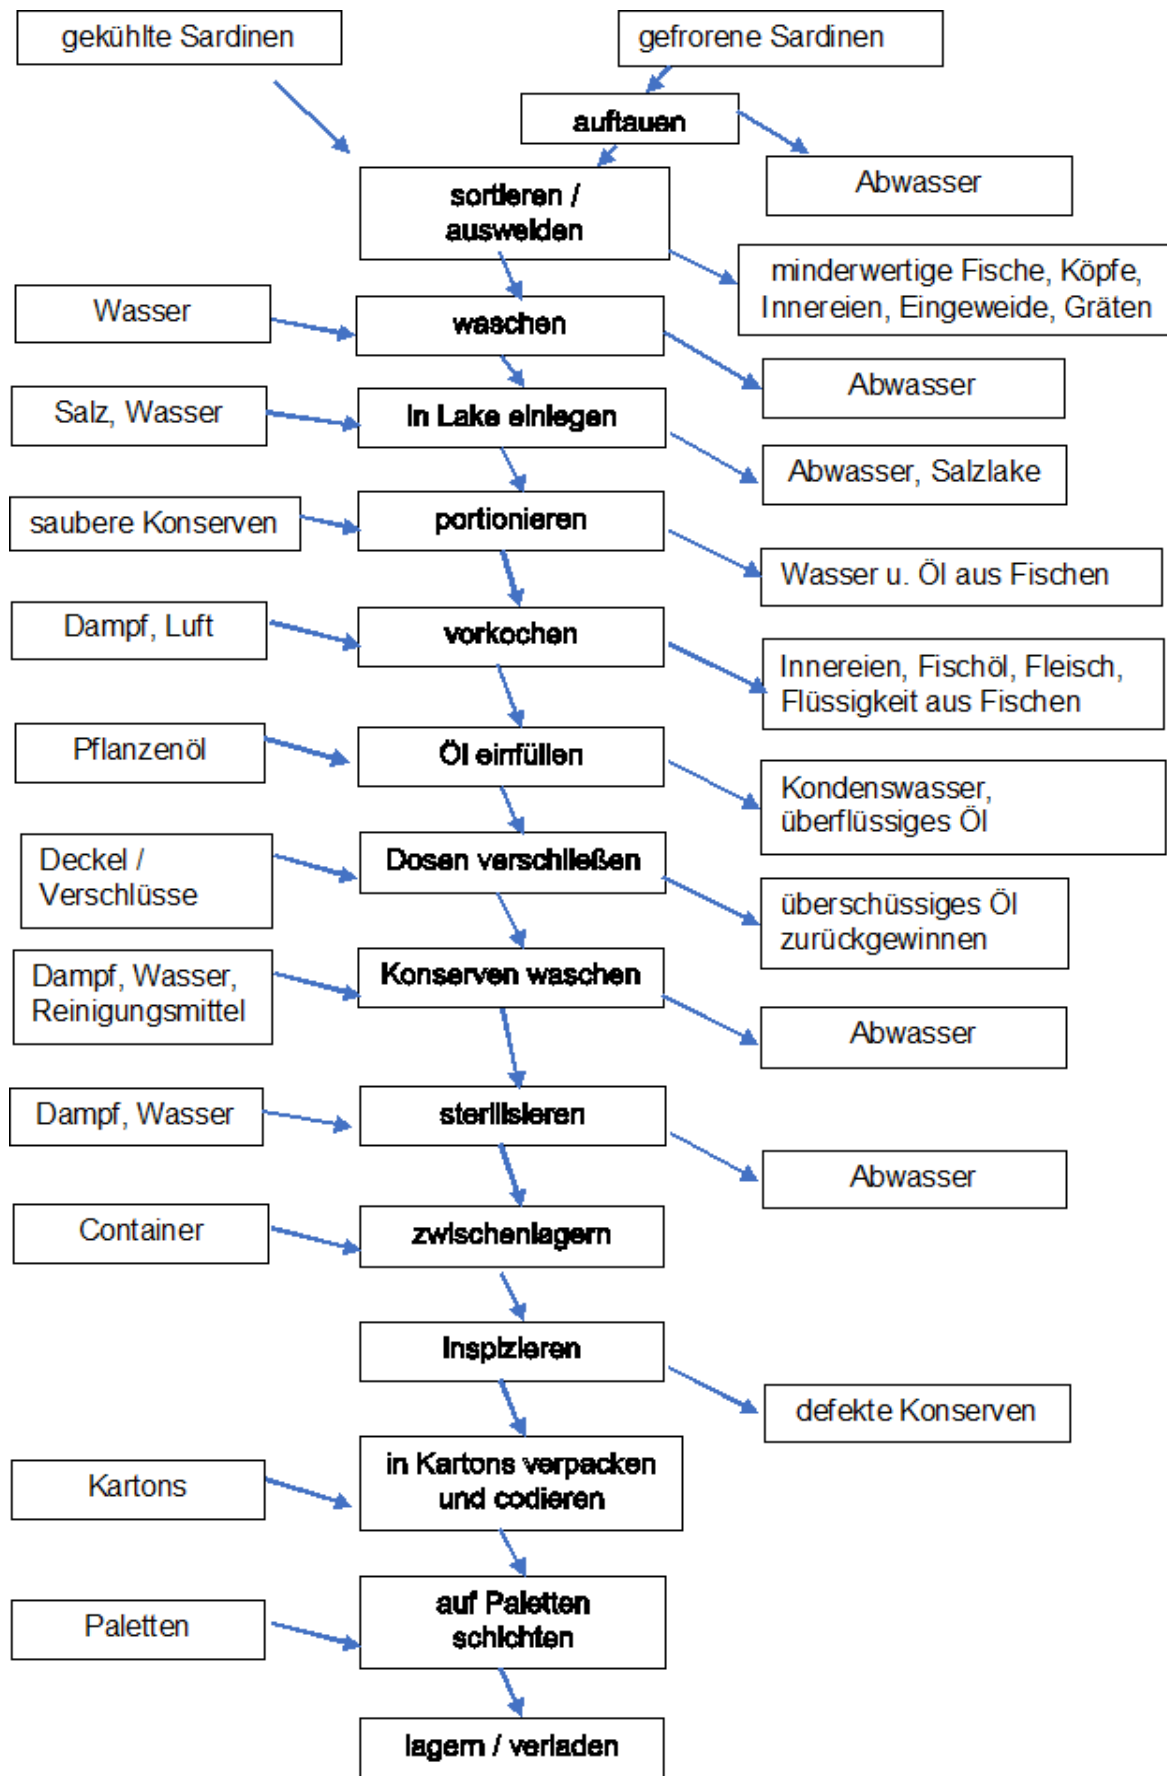 gekühlte Sardinen
gefrorene Sardinen
auftauen
Abwasser
sortieren /
ausweiden
minderwertige Fische, Köpfe,
Innereien, Eingeweide, Gräten
Wasser
waschen
Abwasser
Salz, Wasser
in Lake einlegen
Abwasser, Salzlake
saubere Konserven
portionieren
Wasser u. Öl aus Fischen
Dampf, Luft
vorkochen
Innereien, Fischöl, Fleisch,
Flüssigkeit aus Fischen
Pflanzenöl
Öl einfüllen
Kondenswasser,
überflüssiges Öl
Deckel /
Verschlüsse
Dosen verschließen
überschüssiges Öl
zurückgewinnen
Dampf, Wasser,
Reinigungsmittel
Konserven waschen
Abwasser
Dampf, Wasser
sterilisieren
Abwasser
Container
zwischenlagern
inspizieren
defekte Konserven
Kartons
in Kartons verpacken
und codieren
Paletten
auf Paletten
schichten
lagern / verladen